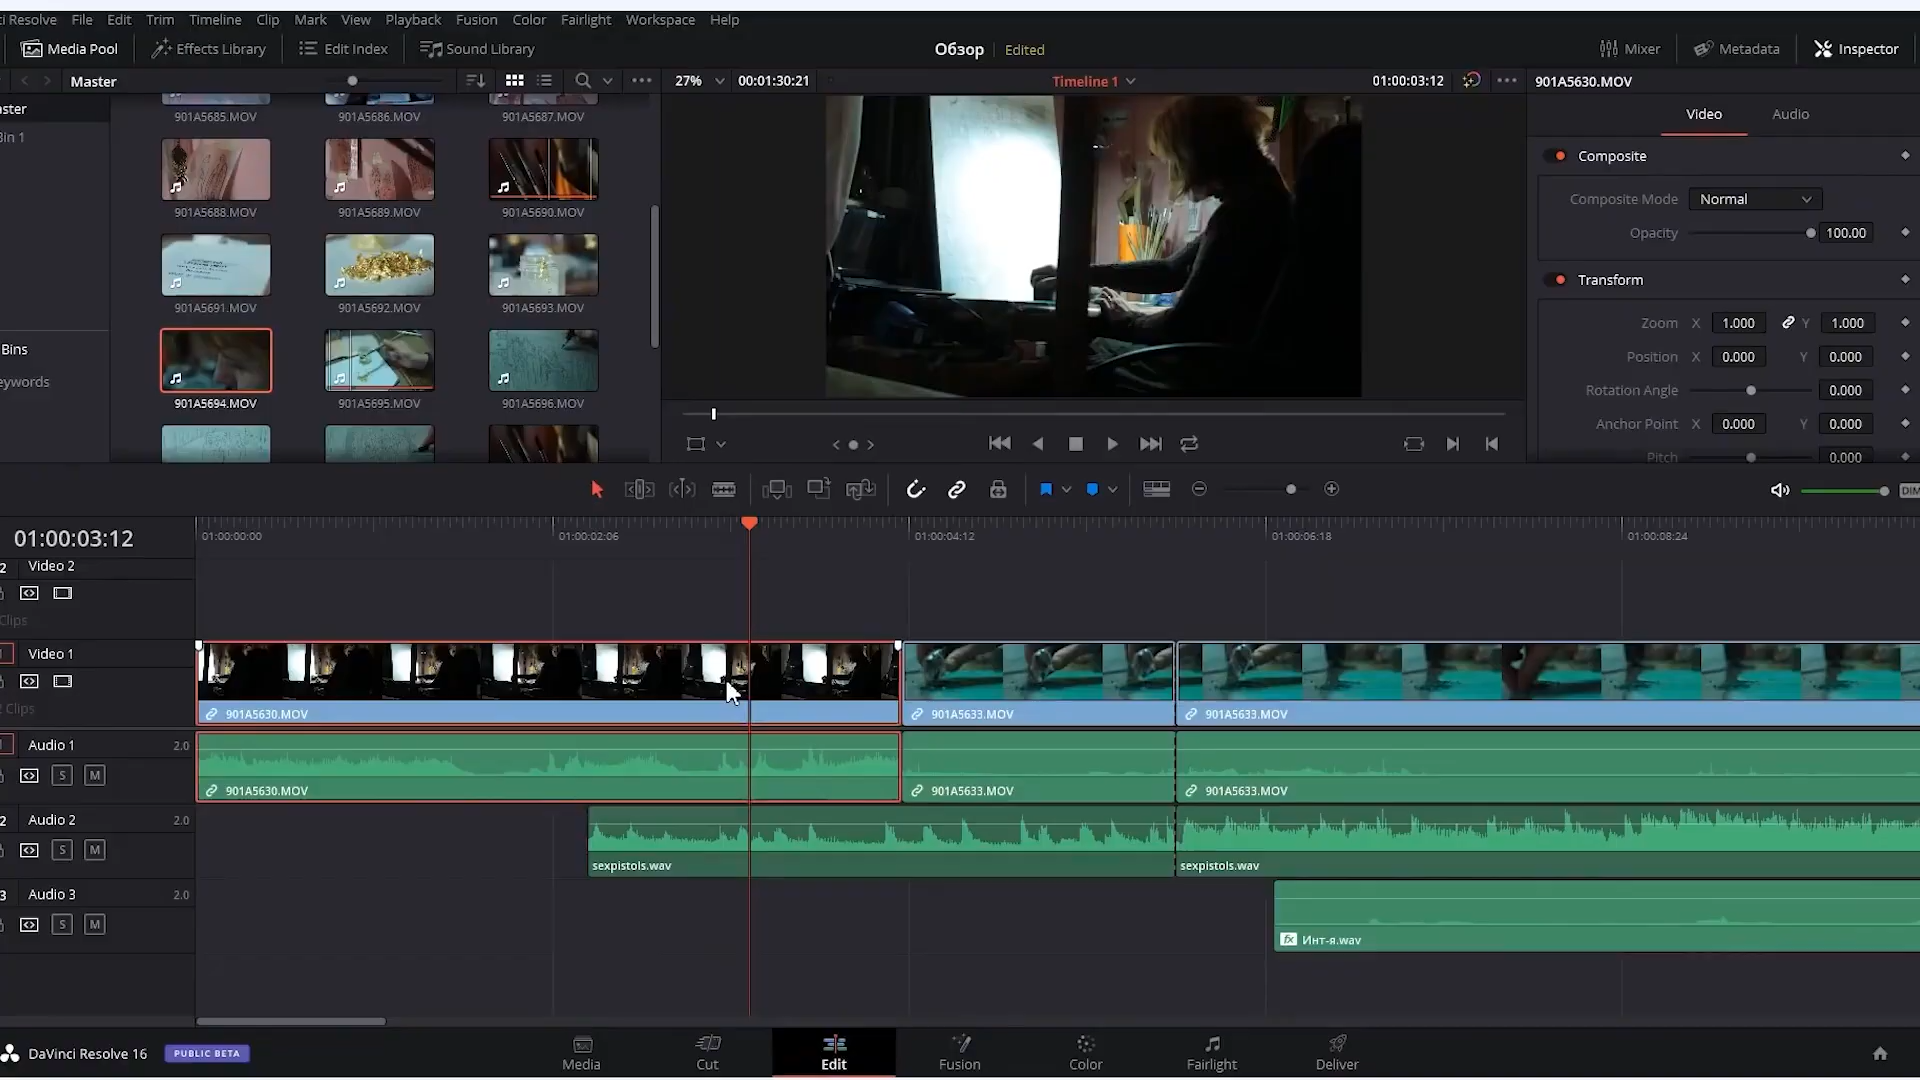 ci Resolve File Edit Trim Timeline Clip Mark View Playback Fusion Color Fairlight Workspace Help
Media Pool Effects Library Edit Index Sound Library Обзор Edited Mixer Metadata Inspector
Master 27% 00:01:30:21 Timeline 1 01:00:03:12 901A5630.MOV
aster 901A5685.MOV 901A5686.MOV 901A5687.MOV Video Audio
Bin 1
Composite
Composite Mode Normal
901A5688.MOV 901A5689.MOV 901A5690.MOV
Opacity 100.00
Transform
901A5691.MOV 901A5692.MOV 901A5693.MOV
Zoom X 1.000 Y 1.000
Bins
Position X 0.000 Y 0.000
eywords
Rotation Angle 0.000
901A5694.MOV 901A5695.MOV 901A5696.MOV
Anchor Point X 0.000 Y 0.000
Pitch 0.000
DIM
01:00:03:12 01:00:00:00 01:00:02:06 01:00:04:12 01:00:06:18 01:00:08:24
2 Video 2
Clips
Video 1
Clips
901A5630.MOV 901A5633.MOV 901A5633.MOV
Audio 1 2.0
S M
901A5630.MOV 901A5633.MOV 901A5633.MOV
2 Audio 2 2.0
S M
sexpistols.wav sexpistols.wav
3 Audio 3 2.0
S M
fx Инт-я.wav
DaVinci Resolve 16 PUBLIC BETA Media Cut Edit Fusion Color Fairlight Deliver